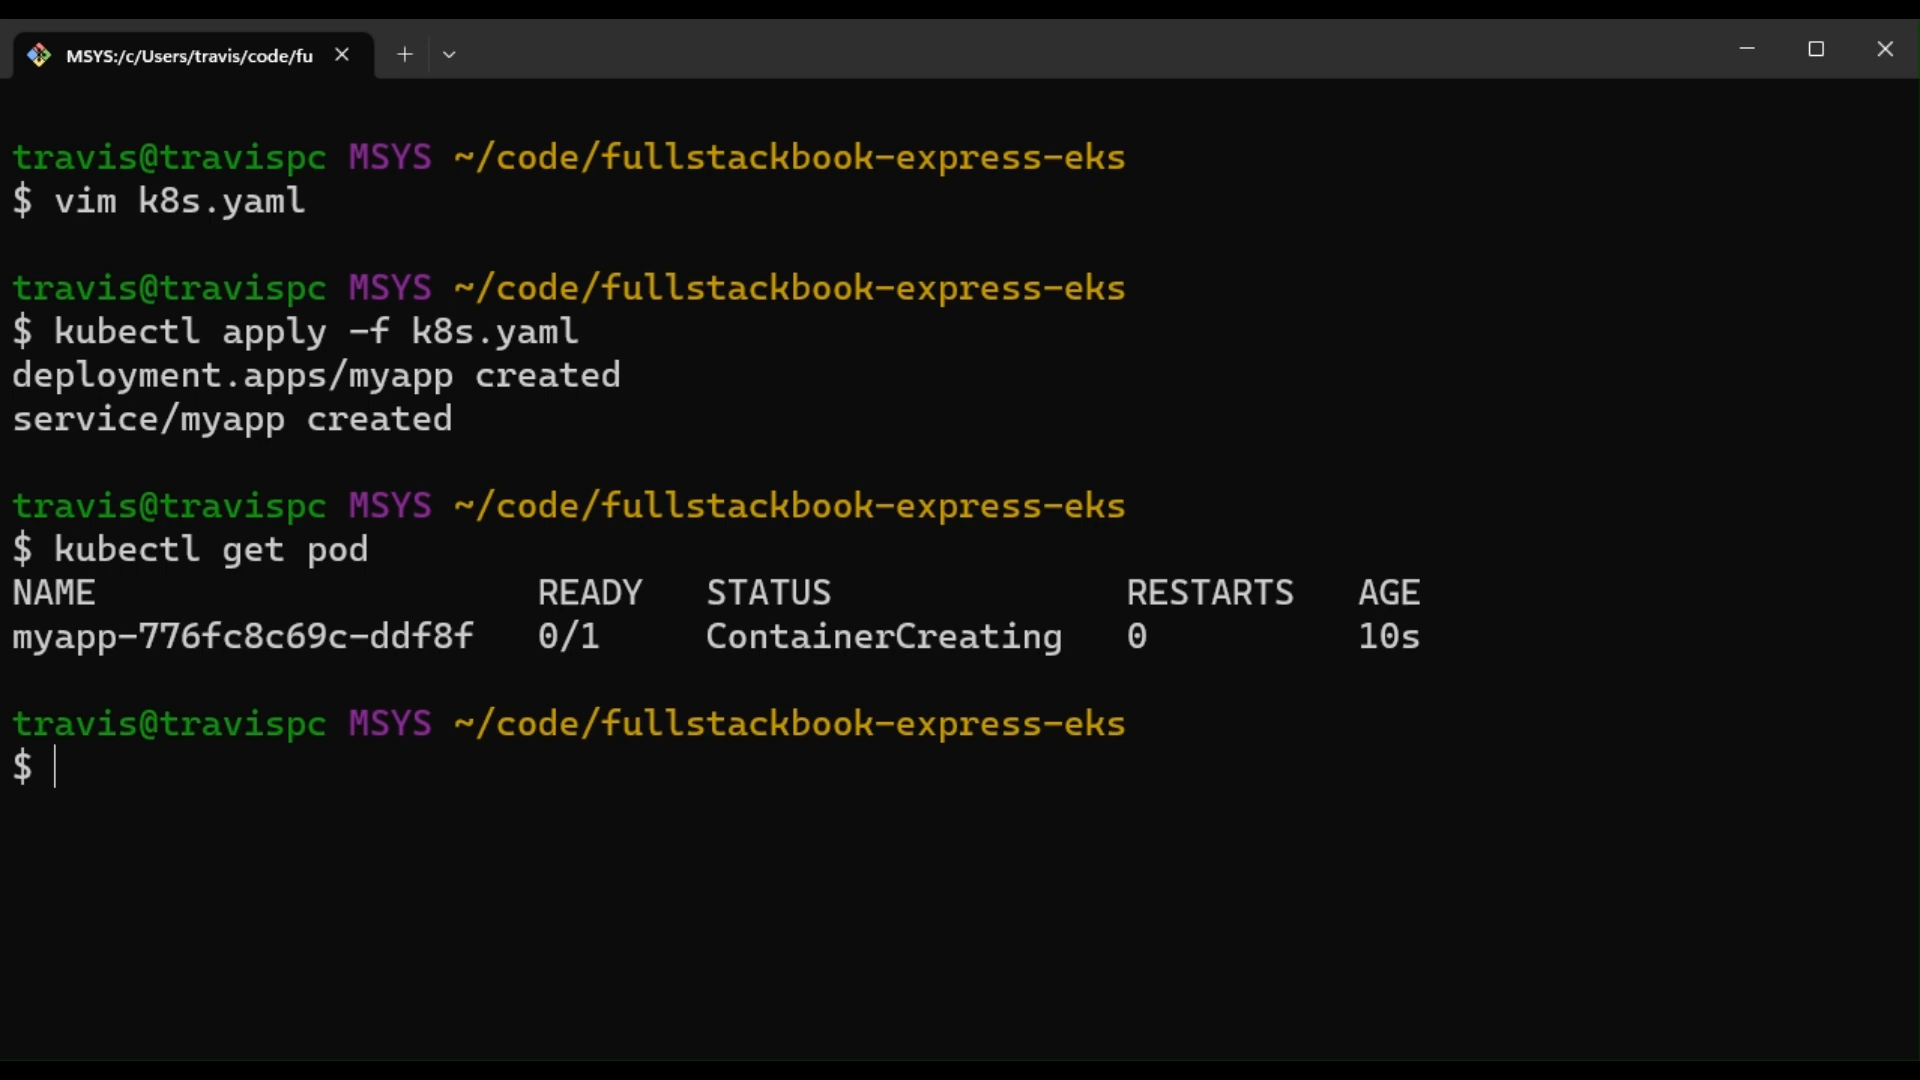 MSYS:/c/Users/travis/code/fu
travis@travispc MSYS ~/code/fullstackbook-express-eks
$ vim k8s.yaml
travis@travispc MSYS ~/code/fullstackbook-express-eks
$ kubectl apply -f k8s.yaml
deployment.apps/myapp created
service/myapp created
travis@travispc MSYS ~/code/fullstackbook-express-eks
$ kubectl get pod
NAME READY STATUS RESTARTS AGE
myapp-776fc8c69c-ddf8f 0/1 ContainerCreating 0 10s
travis@travispc MSYS ~/code/fullstackbook-express-eks
$